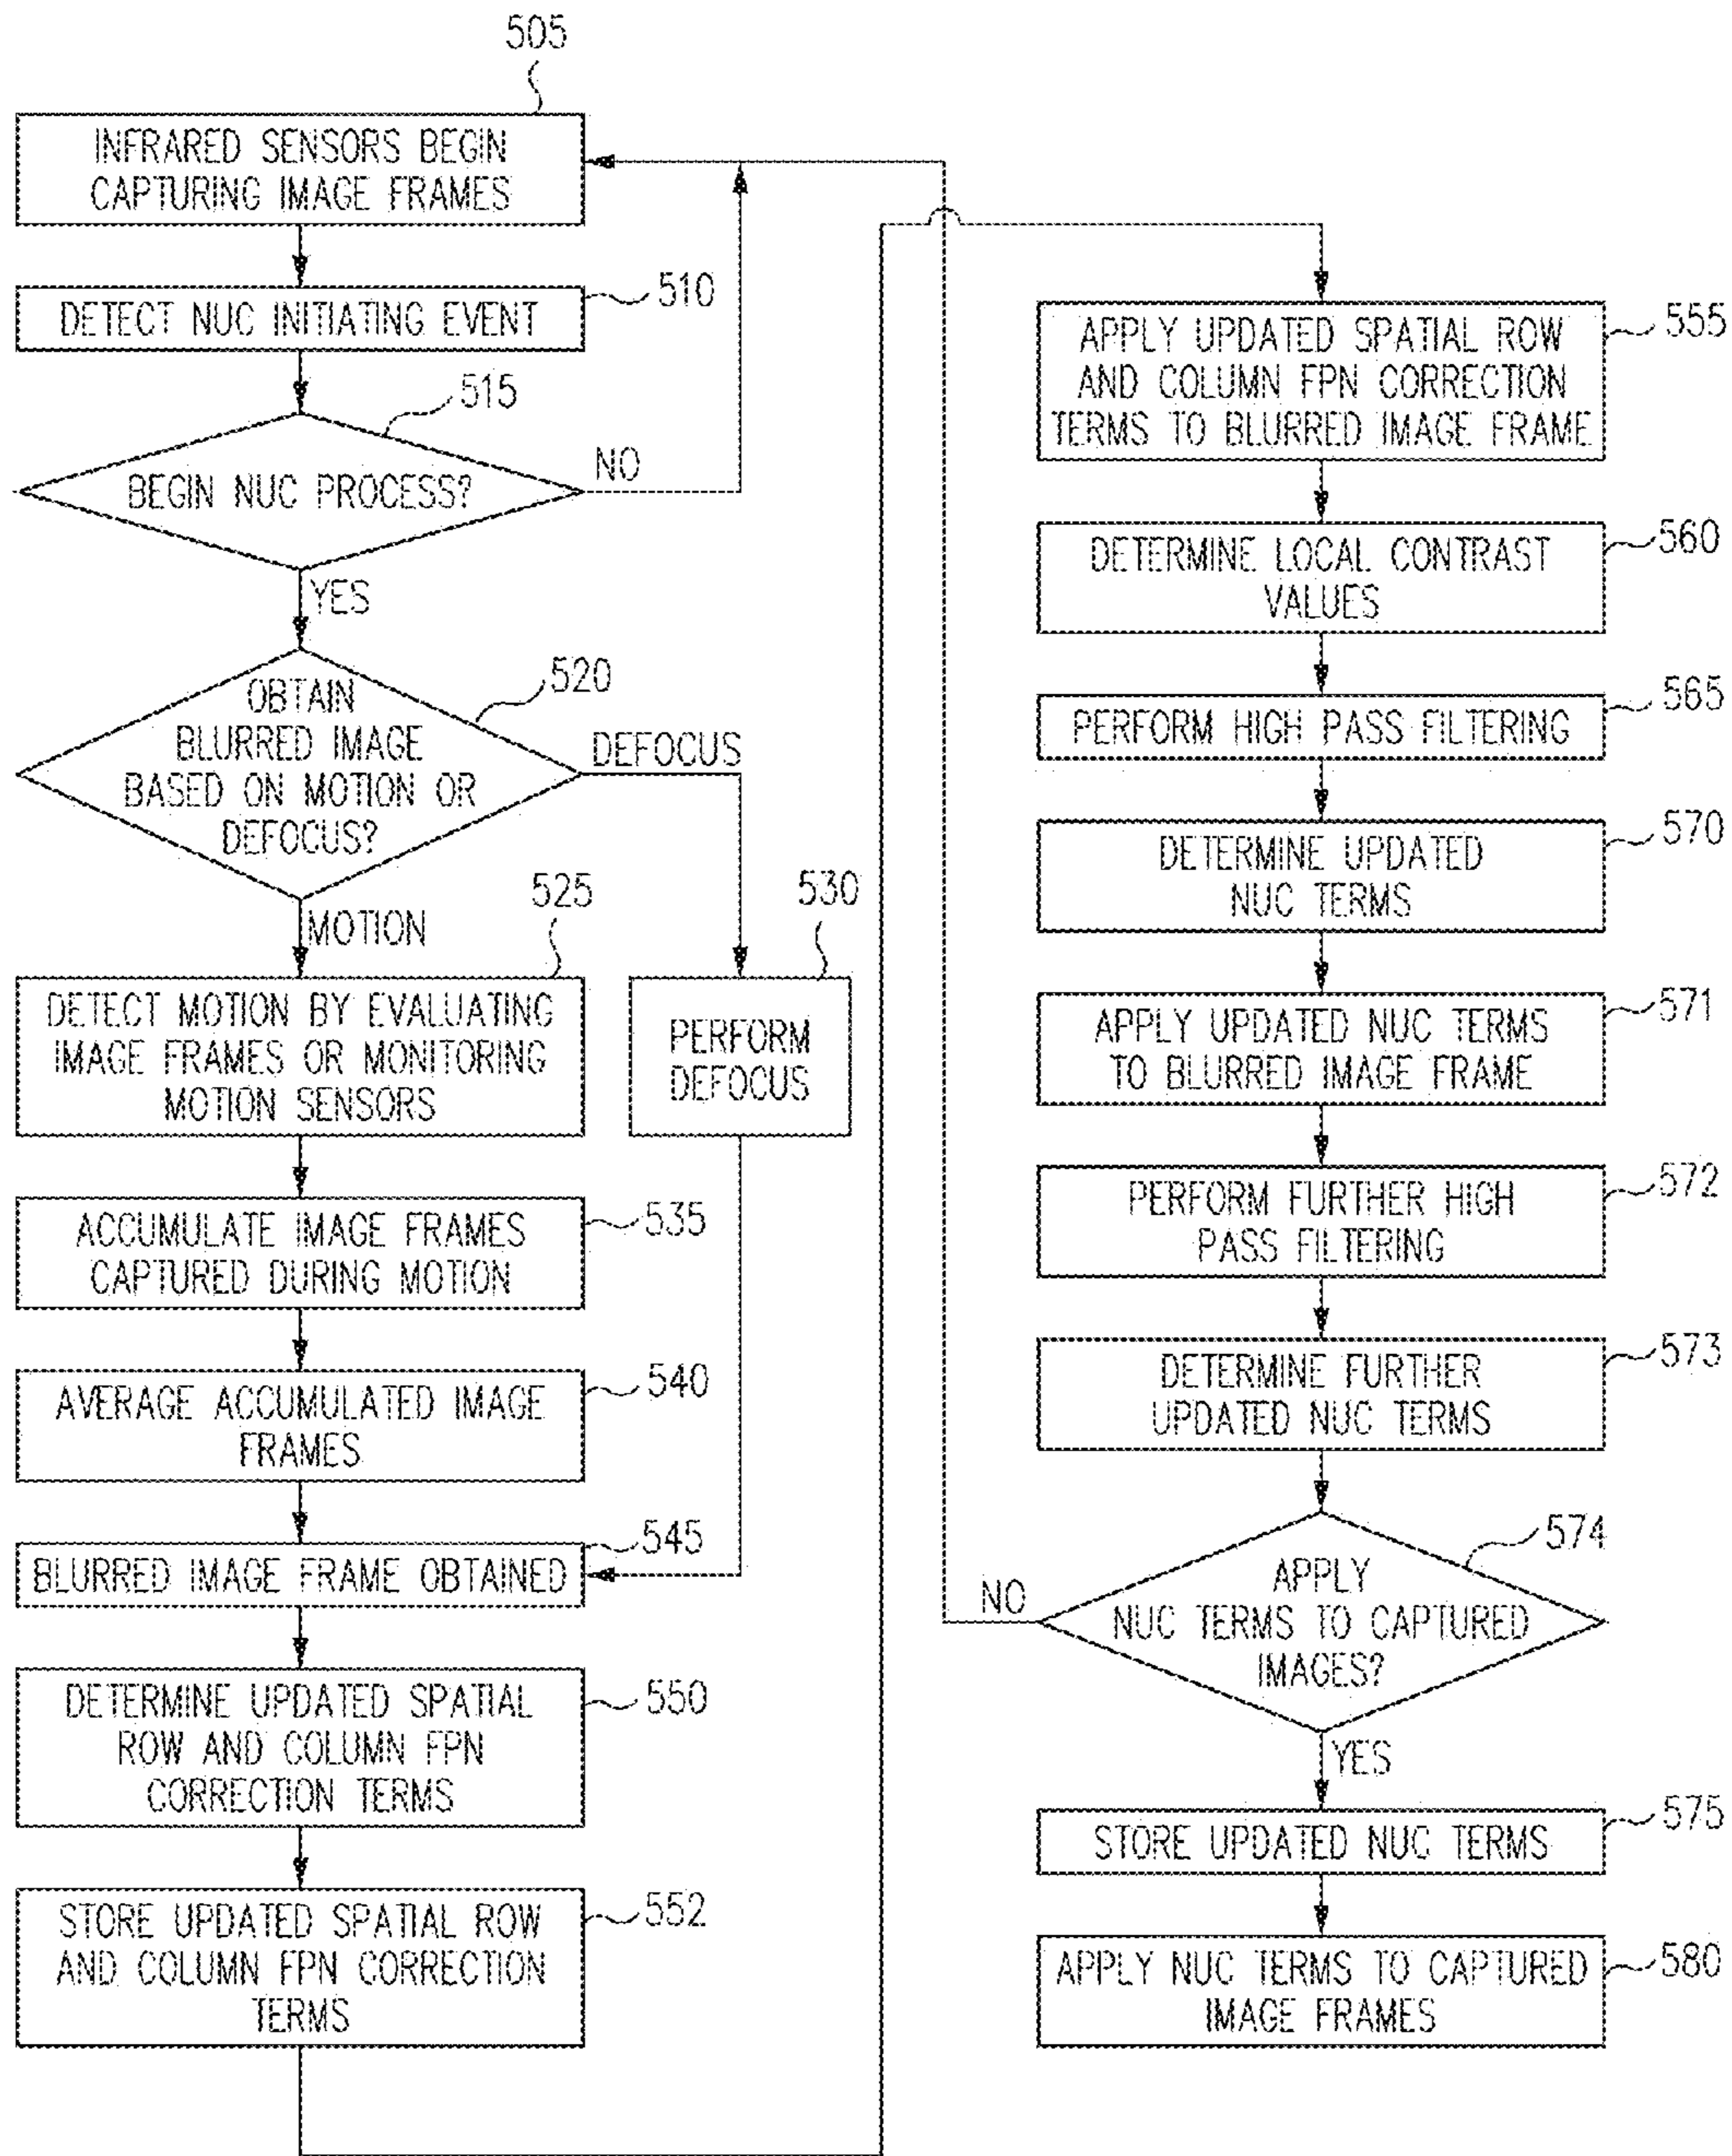 505
INFRARED SENSORS BEGIN
CAPTURING IMAGE FRAMES
DETECT NUC INITIATING EVENT
510
515
BEGIN NUC PROCESS?
NO
YES
520
OBTAIN
BLURRED IMAGE
BASED ON MOTION OR
DEFOCUS?
DEFOCUS
MOTION
525
DETECT MOTION BY EVALUATING
IMAGE FRAMES OR MONITORING
MOTION SENSORS
530
PERFORM
DEFOCUS
ACCUMULATE IMAGE FRAMES
CAPTURED DURING MOTION
535
AVERAGE ACCUMULATED IMAGE
FRAMES
540
BLURRED IMAGE FRAME OBTAINED
545
DETERMINE UPDATED SPATIAL
ROW AND COLUMN FPN
CORRECTION TERMS
550
STORE UPDATED SPATIAL ROW
AND COLUMN FPN CORRECTION
TERMS
552
APPLY UPDATED SPATIAL ROW
AND COLUMN FPN CORRECTION
TERMS TO BLURRED IMAGE FRAME
555
DETERMINE LOCAL CONTRAST
VALUES
560
PERFORM HIGH PASS FILTERING
565
DETERMINE UPDATED
NUC TERMS
570
APPLY UPDATED NUC TERMS
TO BLURRED IMAGE FRAME
571
PERFORM FURTHER HIGH
PASS FILTERING
572
DETERMINE FURTHER
UPDATED NUC TERMS
573
574
APPLY
NUC TERMS TO CAPTURED
IMAGES?
NO
YES
STORE UPDATED NUC TERMS
575
APPLY NUC TERMS TO CAPTURED
IMAGE FRAMES
580